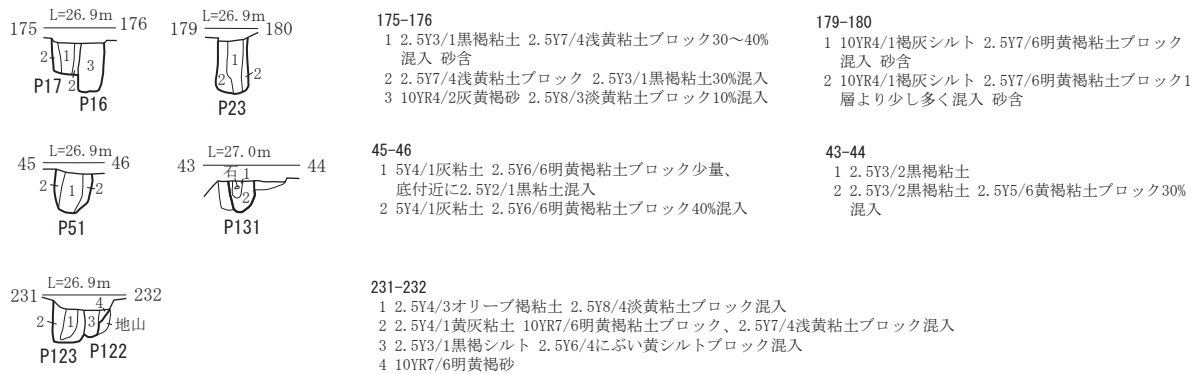 L=26.9m
175 176
2 1 3
2
P17
P16
L=26.9m
179 180
1
2 2
P23
175-176
1 2.5Y3/1黒褐粘土 2.5Y7/4浅黄粘土ブロック30～40%
混入 砂含
2 2.5Y7/4浅黄粘土ブロック 2.5Y3/1黒褐粘土30%混入
3 10YR4/2灰黄褐砂 2.5Y8/3淡黄粘土ブロック10%混入
179-180
1 10YR4/1褐灰シルト 2.5Y7/6明黄褐粘土ブロック
混入 砂含
2 10YR4/1褐灰シルト 2.5Y7/6明黄褐粘土ブロック1
層より少し多く混入 砂含
L=26.9m
45 46
2 1 2
P51
L=27.0m
43 44
石 1
2
P131
45-46
1 5Y4/1灰粘土 2.5Y6/6明黄褐粘土ブロック少量、
底付近に2.5Y2/1黒粘土混入
2 5Y4/1灰粘土 2.5Y6/6明黄褐粘土ブロック40%混入
43-44
1 2.5Y3/2黒褐粘土
2 2.5Y3/2黒褐粘土 2.5Y5/6黄褐粘土ブロック30%
混入
L=26.9m
231 232
4
2 1 3 地山
P123 P122
231-232
1 2.5Y4/3オリーブ褐粘土 2.5Y8/4淡黄粘土ブロック混入
2 2.5Y4/1黄灰粘土 10YR7/6明黄褐粘土ブロック、2.5Y7/4浅黄粘土ブロック混入
3 2.5Y3/1黒褐シルト 2.5Y6/4にぶい黄シルトブロック混入
4 10YR7/6明黄褐砂